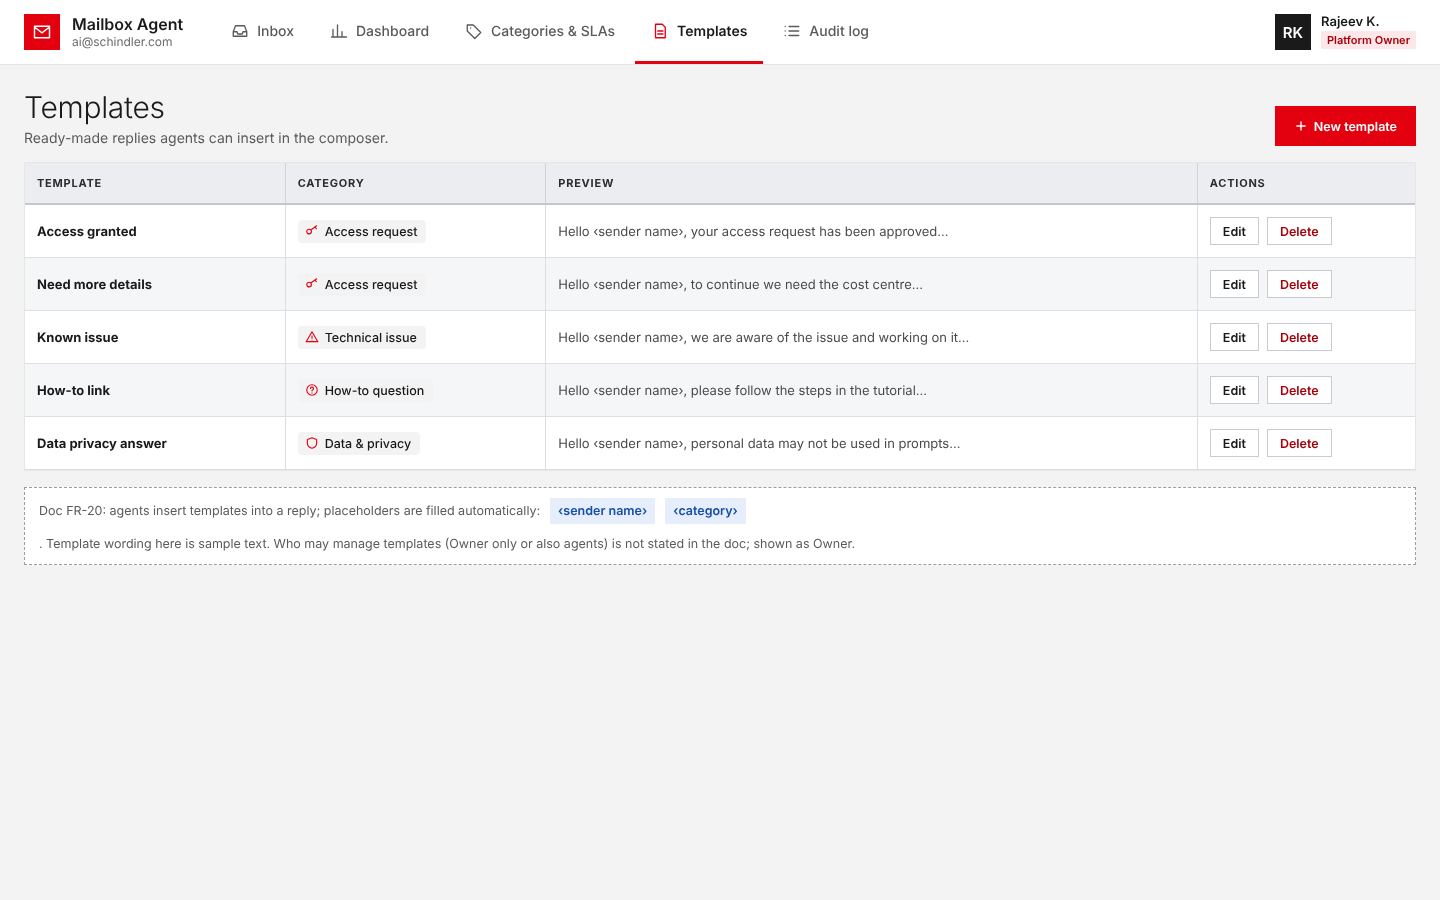 Mailbox Agent
ai@schindler.com
Inbox
Dashboard
Categories & SLAs
Templates
Audit log
RK
Rajeev K.
Platform Owner
Templates
Ready-made replies agents can insert in the composer.
+ New template
TEMPLATE CATEGORY PREVIEW ACTIONS
Access granted Access request Hello ‹sender name›, your access request has been approved… Edit Delete
Need more details Access request Hello ‹sender name›, to continue we need the cost centre… Edit Delete
Known issue Technical issue Hello ‹sender name›, we are aware of the issue and working on it… Edit Delete
How-to link How-to question Hello ‹sender name›, please follow the steps in the tutorial… Edit Delete
Data privacy answer Data & privacy Hello ‹sender name›, personal data may not be used in prompts… Edit Delete
Doc FR-20: agents insert templates into a reply; placeholders are filled automatically: ‹sender name› ‹category›
. Template wording here is sample text. Who may manage templates (Owner only or also agents) is not stated in the doc; shown as Owner.